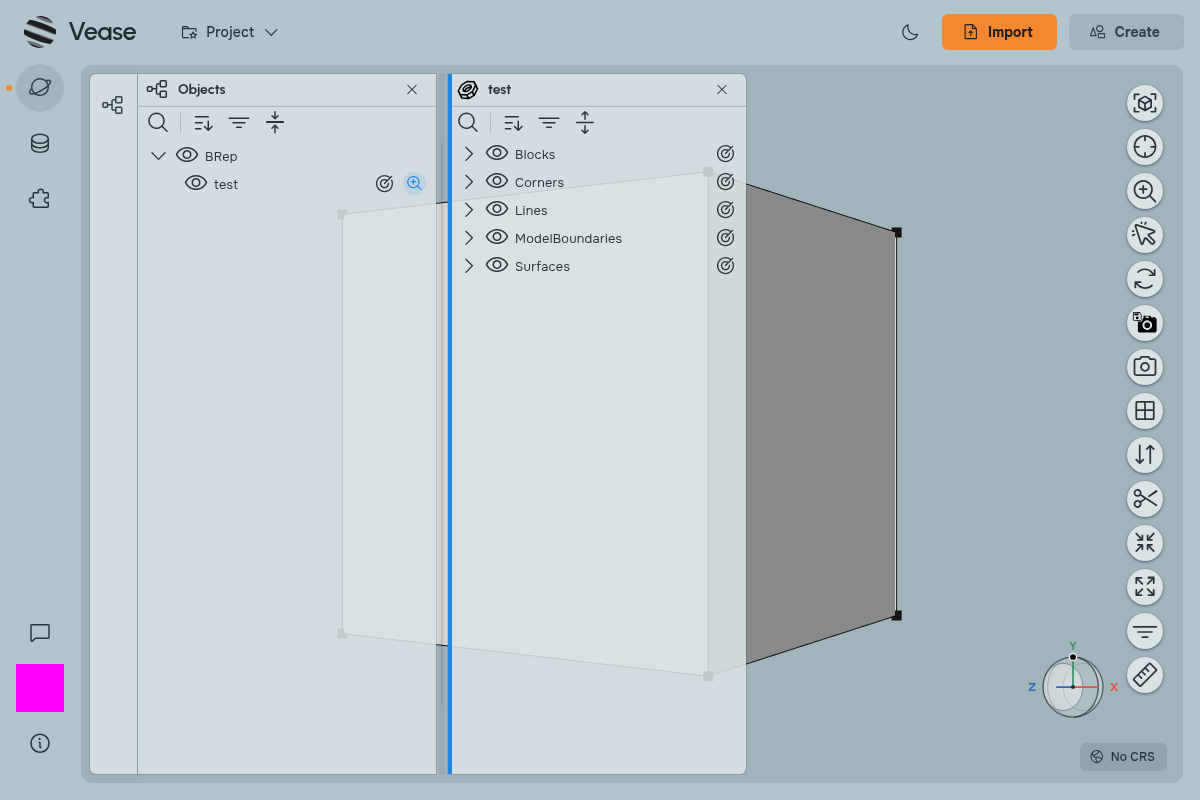 Vease
Project
Import
Create
Objects
test
BRep
test
Blocks
Corners
Lines
ModelBoundaries
Surfaces
Y
Z
X
No CRS